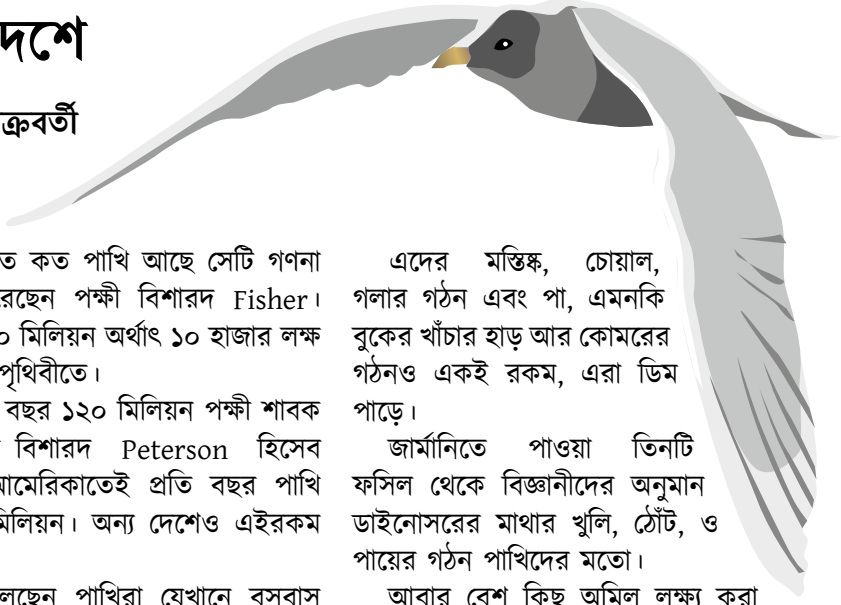 দেশে
ক্রবর্তী
ত কত পাখি আছে সেটি গণনা
রেছেন পক্ষী বিশারদ Fisher।
০ মিলিয়ন অর্থাৎ ১০ হাজার লক্ষ
পৃথিবীতে।
বছর ১২০ মিলিয়ন পক্ষী শাবক
বিশারদ Peterson হিসেব
আমেরিকাতেই প্রতি বছর পাখি
মিলিয়ন। অন্য দেশেও এইরকম
লছেন পাখিরা যেখানে বসবাস
এদের মস্তিষ্ক, চোয়াল,
গলার গঠন এবং পা, এমনকি
বুকের খাঁচার হাড় আর কোমরের
গঠনও একই রকম, এরা ডিম
পাড়ে।
জার্মানিতে পাওয়া তিনটি
ফসিল থেকে বিজ্ঞানীদের অনুমান
ডাইনোসরের মাথার খুলি, ঠোঁট, ও
পায়ের গঠন পাখিদের মতো।
আবার বেশ কিছু অমিল লক্ষ্য করা